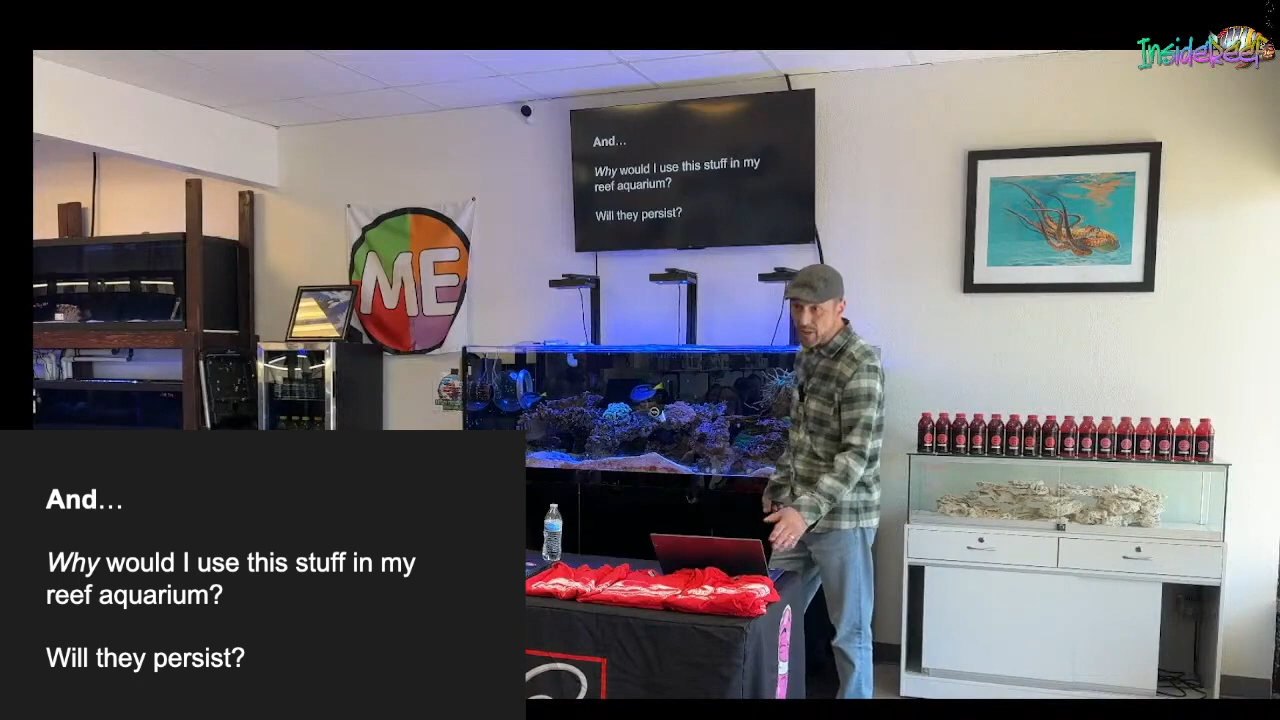 InsideReef
And…
Why would I use this stuff in my
reef aquarium?
Will they persist?
ME
And…
Why would I use this stuff in my
reef aquarium?
Will they persist?